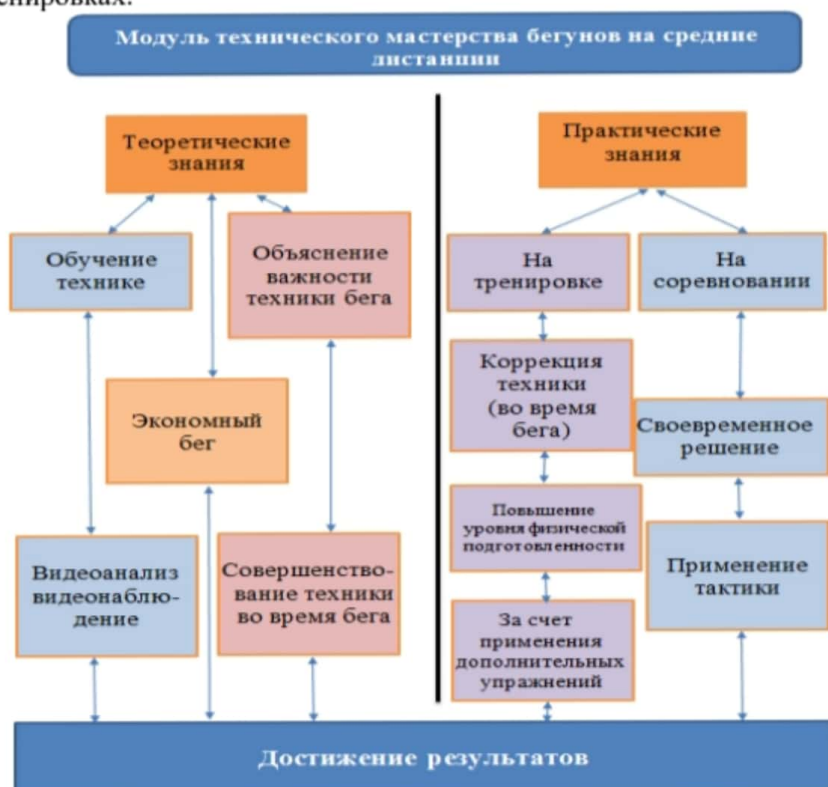 енировках.
Модуль технического мастерства бегунов на средние
дистанции
Теоретические
знания
Практические
знания
Обучение
технике
Объяснение
важности
техники бега
На
тренировке
На
соревновании
Экономный
бег
Коррекция
техники
(во время
бега)
Своевременное
решение
Видеоанализ
видеонаблю-
дение
Совершенство-
вание техники
во время бега
Повышение
уровня физической
подготовленности
Применение
тактики
За счет
применения
дополнительных
упражнений
Достижение результатов